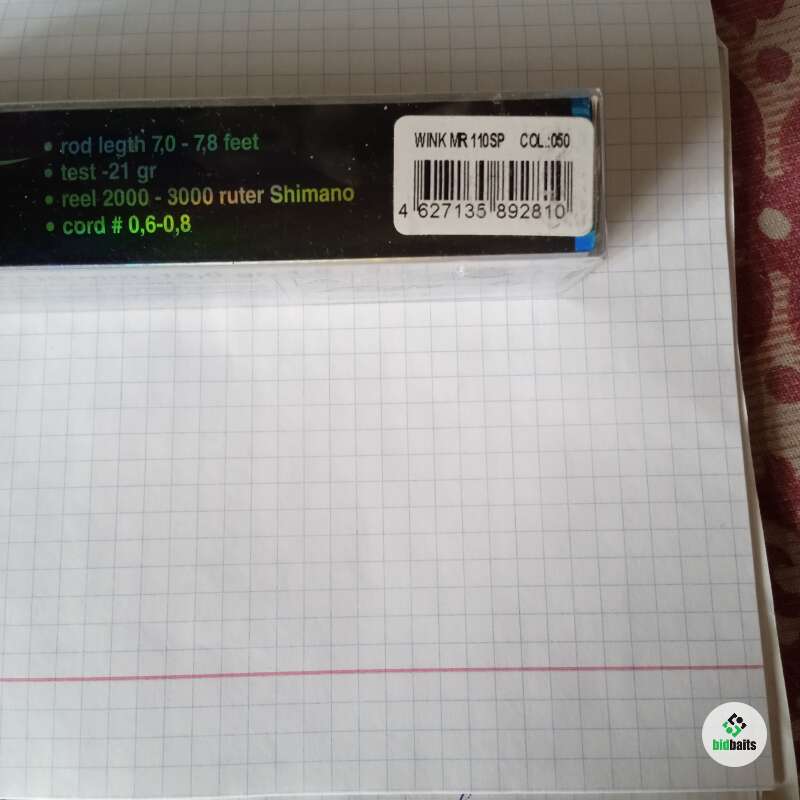 • rod legth 7,0 - 7,8 feet
• test -21 gr
• reel 2000 - 3000 ruter Shimano
• cord # 0,6-0,8
WINK MR 110SP COL.:050
4 627135 892810
bidbaits